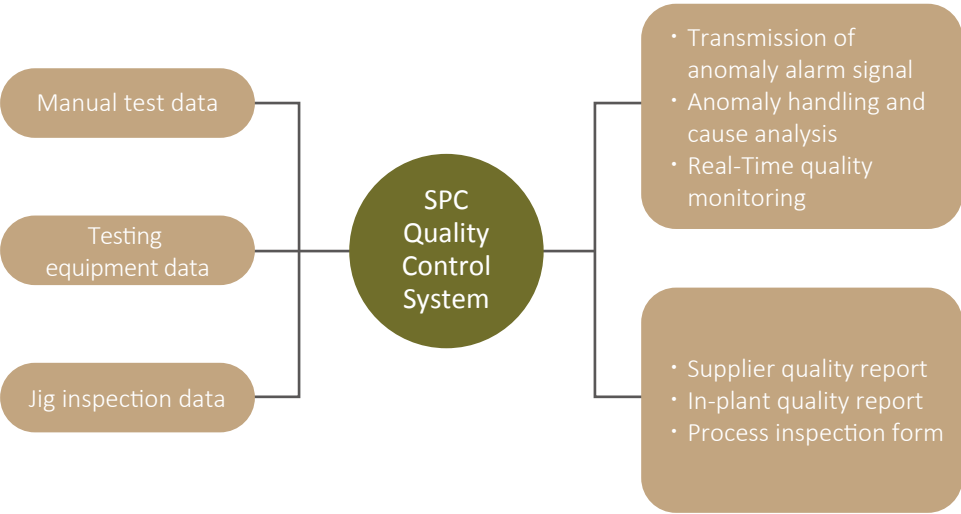 Manual test data
Testing
equipment data
Jig inspection data
SPC
Quality
Control
System
・Transmission of
anomaly alarm signal
・Anomaly handling and
cause analysis
・Real-Time quality
monitoring
・Supplier quality report
・In-plant quality report
・Process inspection form